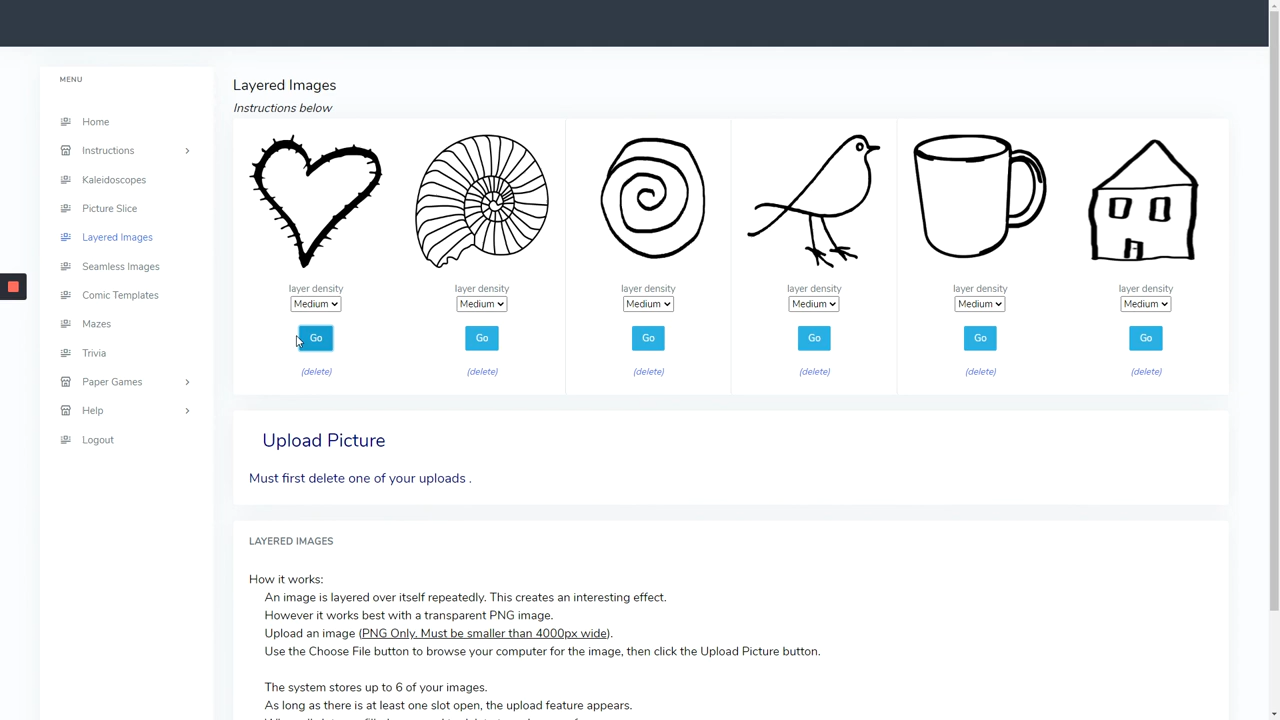 MENU
Home
Instructions
Kaleidoscopes
Picture Slice
Layered Images
Seamless Images
Comic Templates
Mazes
Trivia
Paper Games
Help
Logout
Layered Images
Instructions below
layer density layer density layer density layer density layer density layer density
Medium Medium Medium Medium Medium Medium
Go Go Go Go Go Go
(delete) (delete) (delete) (delete) (delete) (delete)
Upload Picture
Must first delete one of your uploads .
LAYERED IMAGES
How it works:
An image is layered over itself repeatedly. This creates an interesting effect.
However it works best with a transparent PNG image.
Upload an image (PNG Only, Must be smaller than 4000px wide).
Use the Choose File button to browse your computer for the image, then click the Upload Picture button.
The system stores up to 6 of your images.
As long as there is at least one slot open, the upload feature appears.